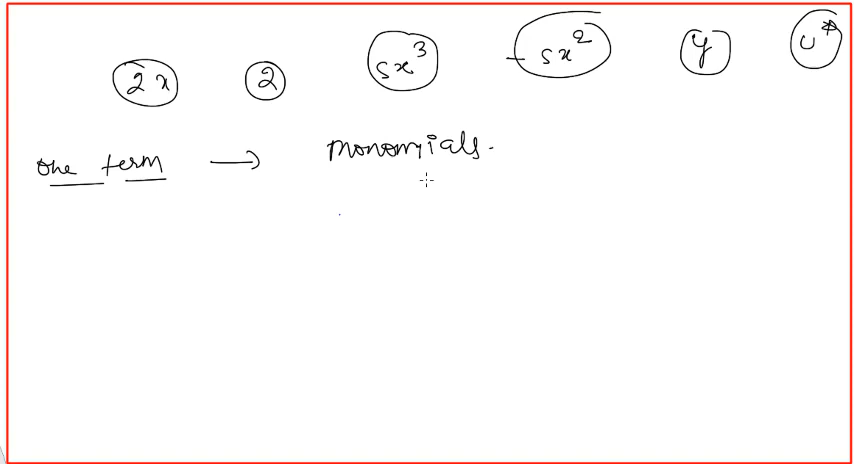 2x 2 5x³ -5x² y u⁴
one term → monomials.